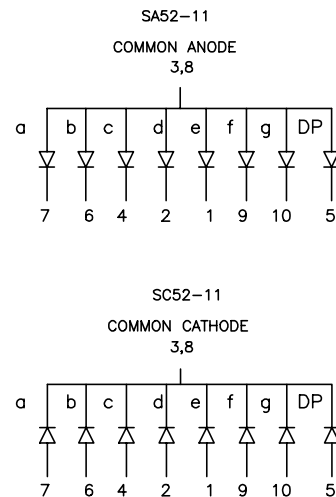 SA52-11
COMMON ANODE
3,8
a b c d e f g DP
7 6 4 2 1 9 10 5
SC52-11
COMMON CATHODE
3,8
a b c d e f g DP
7 6 4 2 1 9 10 5